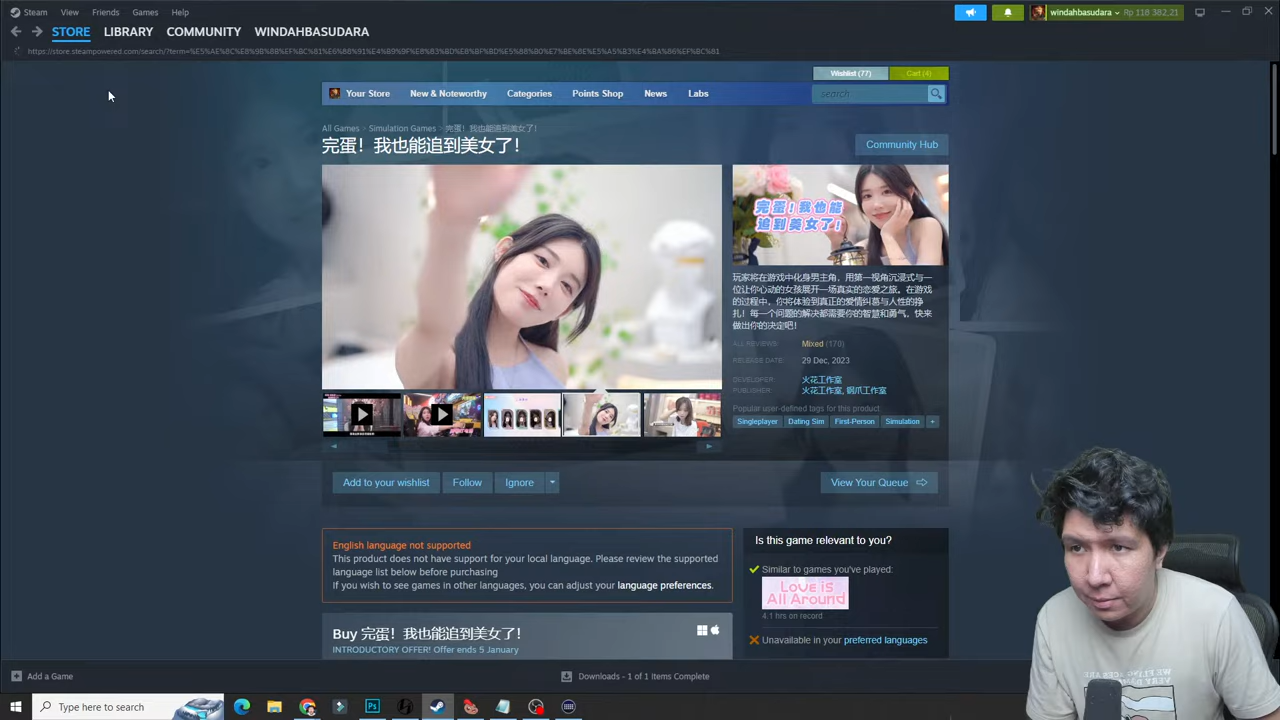 Steam View Friends Games Help
windahbasudara Rp 118 382,21
STORE LIBRARY COMMUNITY WINDAHBASUDARA
Wishlist (77) Cart (4)
Your Store New & Noteworthy Categories Points Shop News Labs search
All Games > Simulation Games > 完蛋！我也能追到美女了！
完蛋！我也能追到美女了！
Community Hub
完蛋！我也能
追到美女了！
玩家将在游戏中化身男主角，用第一视角沉浸式与一
位让你心动的女孩展开一场真实的恋爱之旅。在游戏
的过程中，你将体验到真正的爱情纠葛与人性的挣
扎！每一个问题的解决都需要你的智慧和勇气，快来
做出你的决定吧！
ALL REVIEWS: Mixed (170)
RELEASE DATE: 29 Dec, 2023
DEVELOPER: 火花工作室
PUBLISHER: 火花工作室, 铜爪工作室
Popular user-defined tags for this product:
Singleplayer Dating Sim First-Person Simulation +
Add to your wishlist Follow Ignore View Your Queue
English language not supported
This product does not have support for your local language. Please review the supported
language list below before purchasing
If you wish to see games in other languages, you can adjust your language preferences.
Is this game relevant to you?
Similar to games you've played:
Love is
All Around
4.1 hrs on record
Unavailable in your preferred languages
Buy 完蛋！我也能追到美女了！
INTRODUCTORY OFFER! Offer ends 5 January
Add a Game Downloads - 1 of 1 Items Complete
Type here to search
Ps